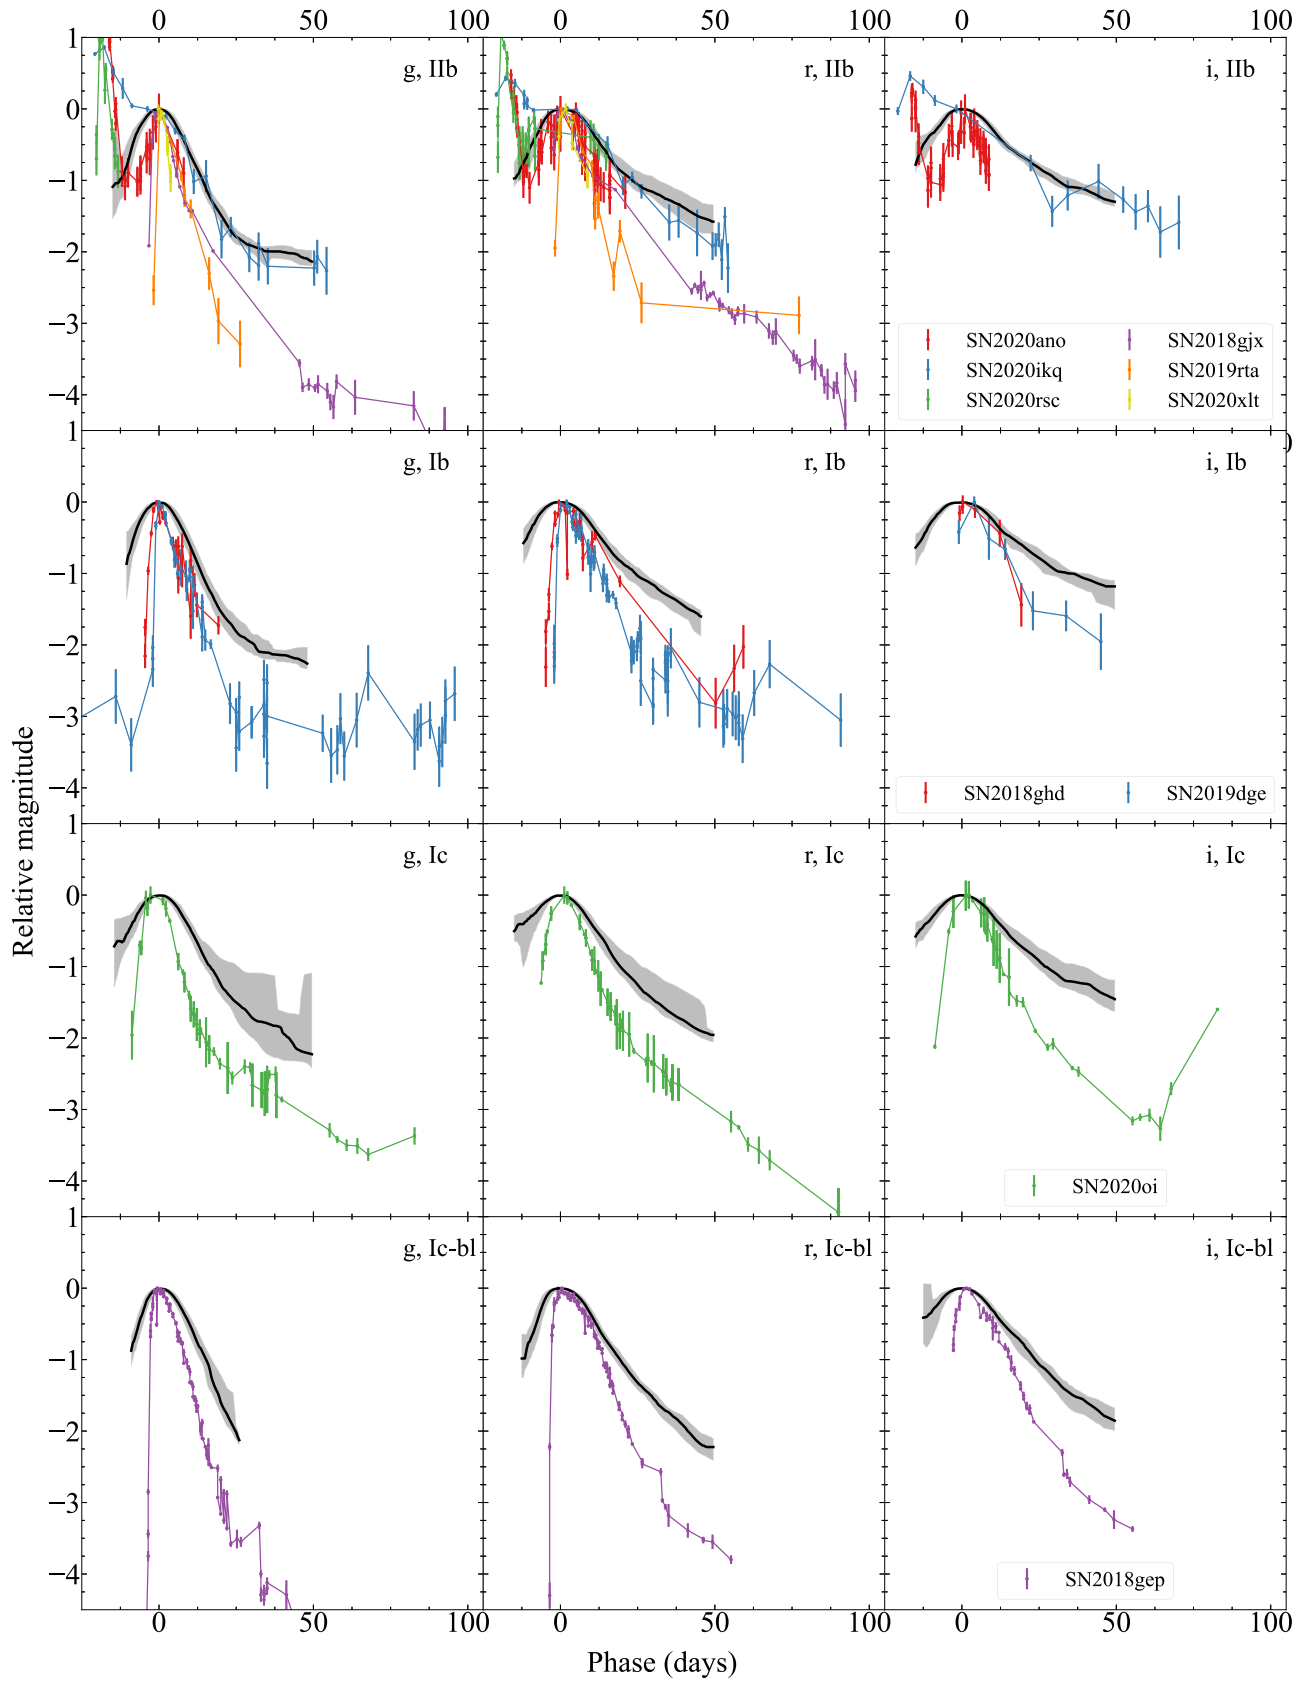 0 50 100 0 50 100 0 50 100
1 g, IIb r, IIb i, IIb
0
−1
−2
−3
−4
SN2020ano SN2018gjx
SN2020ikq SN2019rta
SN2020rsc SN2020xlt
1 g, Ib r, Ib i, Ib
0
−1
−2
−3
−4
SN2018ghd SN2019dge
Relative magnitude
1 g, Ic r, Ic i, Ic
0
−1
−2
−3
−4
SN2020oi
1 g, Ic-bl r, Ic-bl i, Ic-bl
0
−1
−2
−3
−4
SN2018gep
0 50 100 0 50 100 0 50 100
Phase (days)